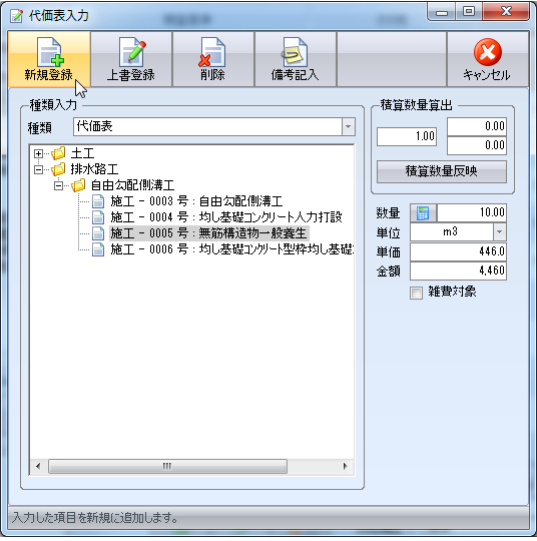 代価表入力
新規登録
上書登録
削除
備考記入
キャンセル
種類入力
種類
代価表
土工
排水路工
自由勾配側溝工
施工 - 0003 号 : 自由勾配側溝工
施工 - 0004 号 : 均し基礎コンクリート人力打設
施工 - 0005 号 : 無筋構造物一般養生
施工 - 0006 号 : 均し基礎コンクリート型枠均し基礎
積算数量算出
1.00
0.00
0.00
積算数量反映
数量
10.00
単位
m3
単価
446.0
金額
4,460
雑費対象
入力した項目を新規に追加します。